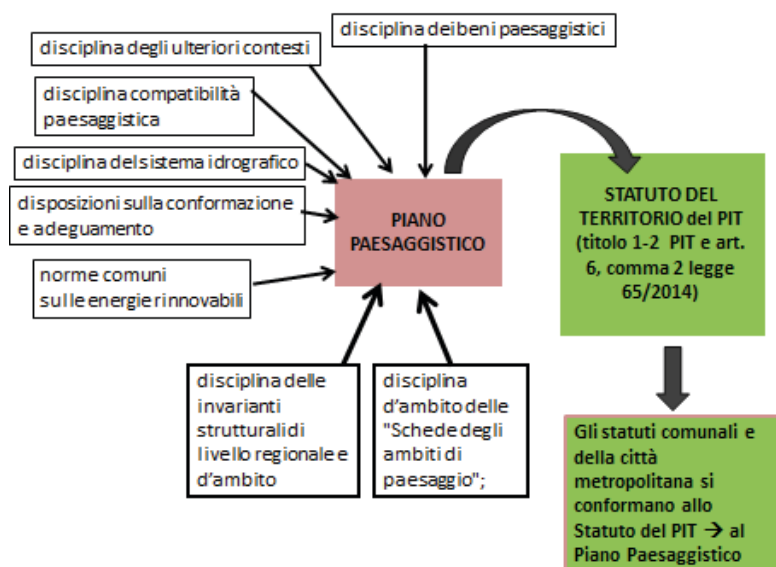 disciplina degli ulteriori contesti
disciplina dei beni paesaggistici
disciplina compatibilità
paesaggistica
disciplina del sistema idrografico
disposizioni sulla conformazione
e adeguamento
norme comuni
sulle energie rinnovabili
PIANO
PAESAGGISTICO
STATUTO DEL
TERRITORIO del PIT
(titolo 1-2 PIT e art.
6, comma 2 legge
65/2014)
disciplina delle
invarianti
strutturali di
livello regionale e
d'ambito
disciplina
d'ambito delle
"Schede degli
ambiti di
paesaggio";
Gli statuti comunali e
della città
metropolitana si
conformano allo
Statuto del PIT → al
Piano Paesaggistico